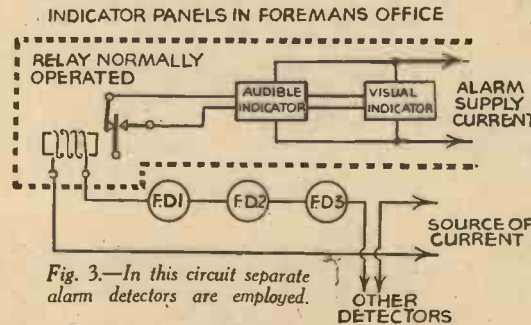 INDICATOR PANELS IN FOREMANS OFFICE
RELAY NORMALLY
OPERATED
AUDIBLE
INDICATOR
VISUAL
INDICATOR
ALARM
SUPPLY
CURRENT
F.D1
F.D2
F.D3
SOURCE OF
CURRENT
Fig. 3.—In this circuit separate
alarm detectors are employed.
OTHER
DETECTORS